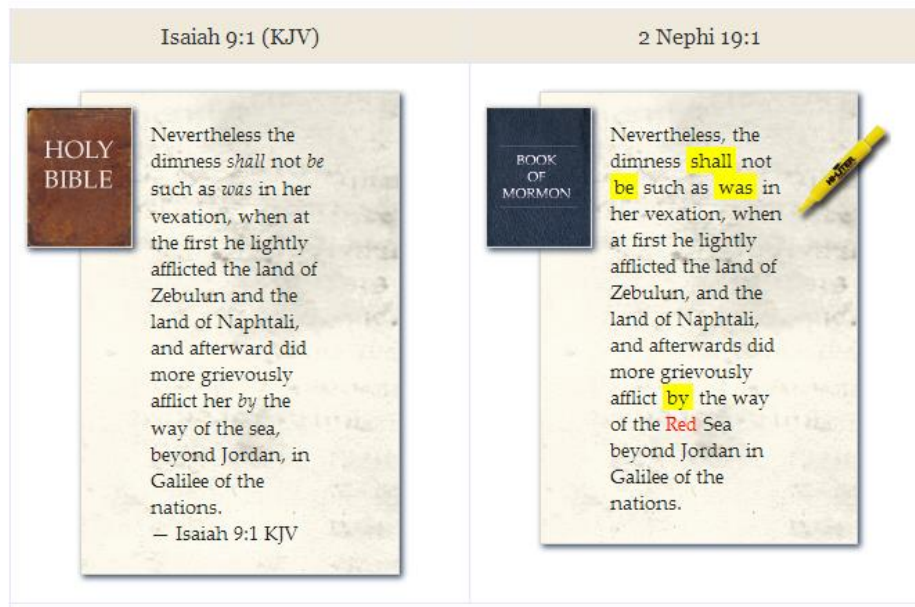 Isaiah 9:1 (KJV)
2 Nephi 19:1
HOLY
BIBLE
Nevertheless the
dimness shall not be
such as was in her
vexation, when at
the first he lightly
afflicted the land of
Zebulun and the
land of Naphtali,
and afterward did
more grievously
afflict her by the
way of the sea,
beyond Jordan, in
Galilee of the
nations.
— Isaiah 9:1 KJV
BOOK
OF
MORMON
Nevertheless, the
dimness shall not
be such as was in
her vexation, when
at first he lightly
afflicted the land of
Zebulun, and the
land of Naphtali,
and afterwards did
more grievously
afflict by the way
of the Red Sea
beyond Jordan in
Galilee of the
nations.
HI-LITER